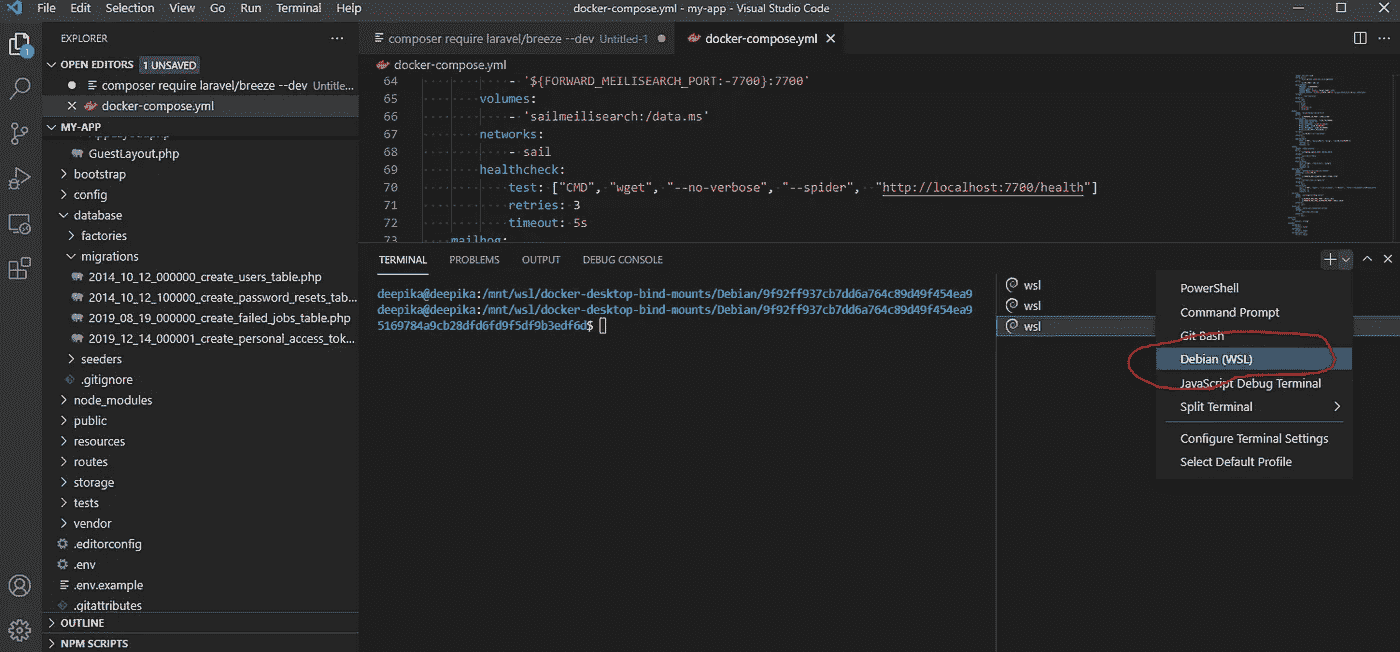 File Edit Selection View Go Run Terminal Help
docker-compose.yml - my-app - Visual Studio Code
EXPLORER
OPEN EDITORS 1 UNSAVED
composer require laravel/breeze --dev Untitle...
docker-compose.yml
MY-APP
GuestLayout.php
bootstrap
config
database
factories
migrations
2014_10_12_000000_create_users_table.php
2014_10_12_100000_create_password_resets_tab...
2019_08_19_000000_create_failed_jobs_table.php
2019_12_14_000001_create_personal_access_tok...
seeders
.gitignore
node_modules
public
resources
routes
storage
tests
vendor
.editorconfig
.env
.env.example
.gitattributes
OUTLINE
NPM SCRIPTS
1
composer require laravel/breeze --dev Untitled-1
docker-compose.yml
docker-compose.yml
64 - '${FORWARD_MEILISEARCH_PORT:-7700}:7700'
65 volumes:
66 - 'sailmeilisearch:/data.ms'
67 networks:
68 - sail
69 healthcheck:
70 test: ["CMD", "wget", "--no-verbose", "--spider", "http://localhost:7700/health"]
71 retries: 3
72 timeout: 5s
73 mailhog:
TERMINAL PROBLEMS OUTPUT DEBUG CONSOLE
deepika@deepika:/mnt/wsl/docker-desktop-bind-mounts/Debian/9f92ff937cb7dd6a764c89d49f454ea9
deepika@deepika:/mnt/wsl/docker-desktop-bind-mounts/Debian/9f92ff937cb7dd6a764c89d49f454ea9
5169784a9cb28dfd6fd9f5df9b3edf6d$
wsl
wsl
wsl
PowerShell
Command Prompt
Git Bash
Debian (WSL)
JavaScript Debug Terminal
Split Terminal
Configure Terminal Settings
Select Default Profile